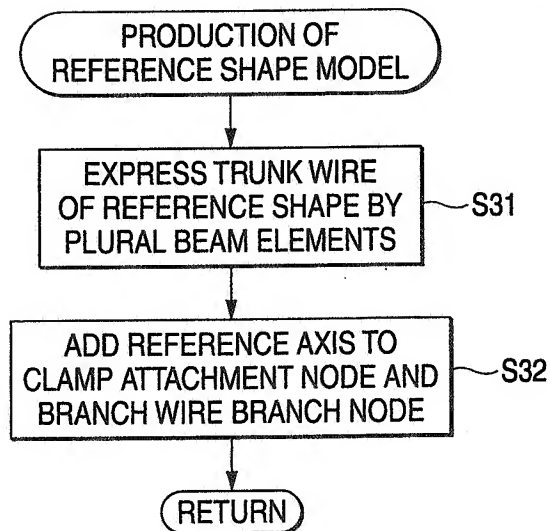 PRODUCTION OF
REFERENCE SHAPE MODEL
EXPRESS TRUNK WIRE
OF REFERENCE SHAPE BY
PLURAL BEAM ELEMENTS
S31
ADD REFERENCE AXIS TO
CLAMP ATTACHMENT NODE AND
BRANCH WIRE BRANCH NODE
S32
RETURN